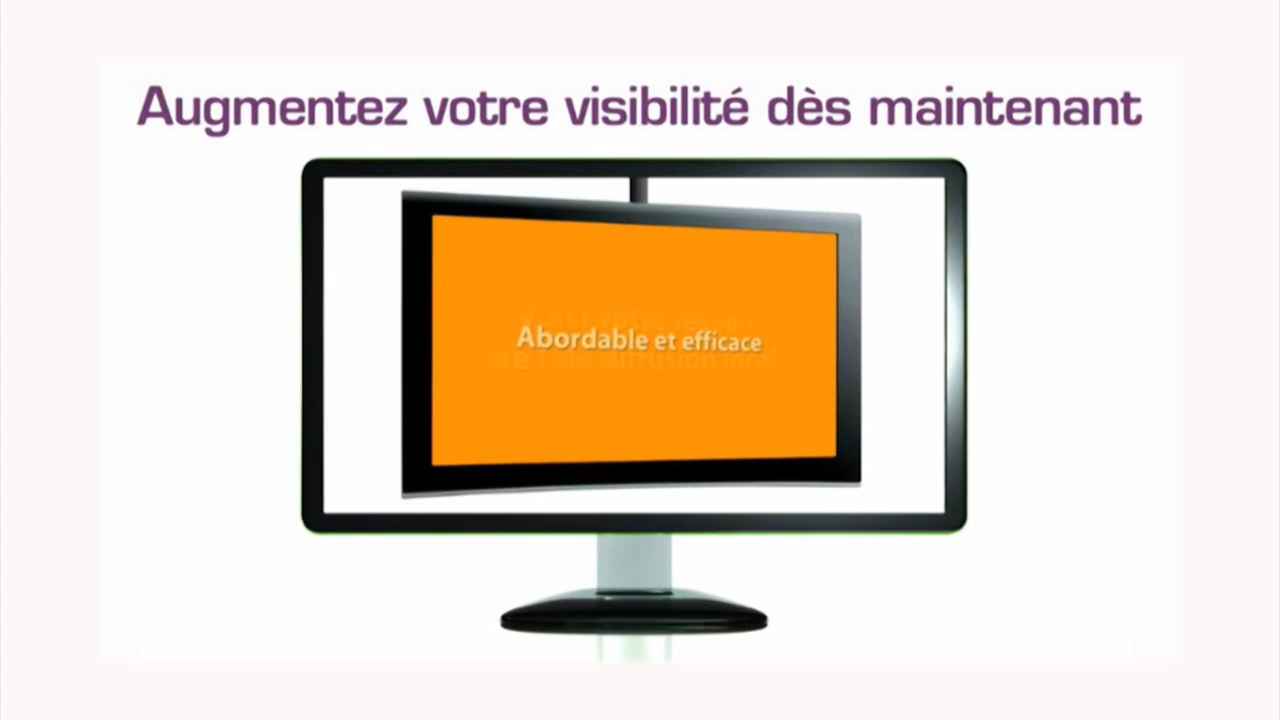 Augmentez votre visibilité dès maintenant
Abordable et efficace